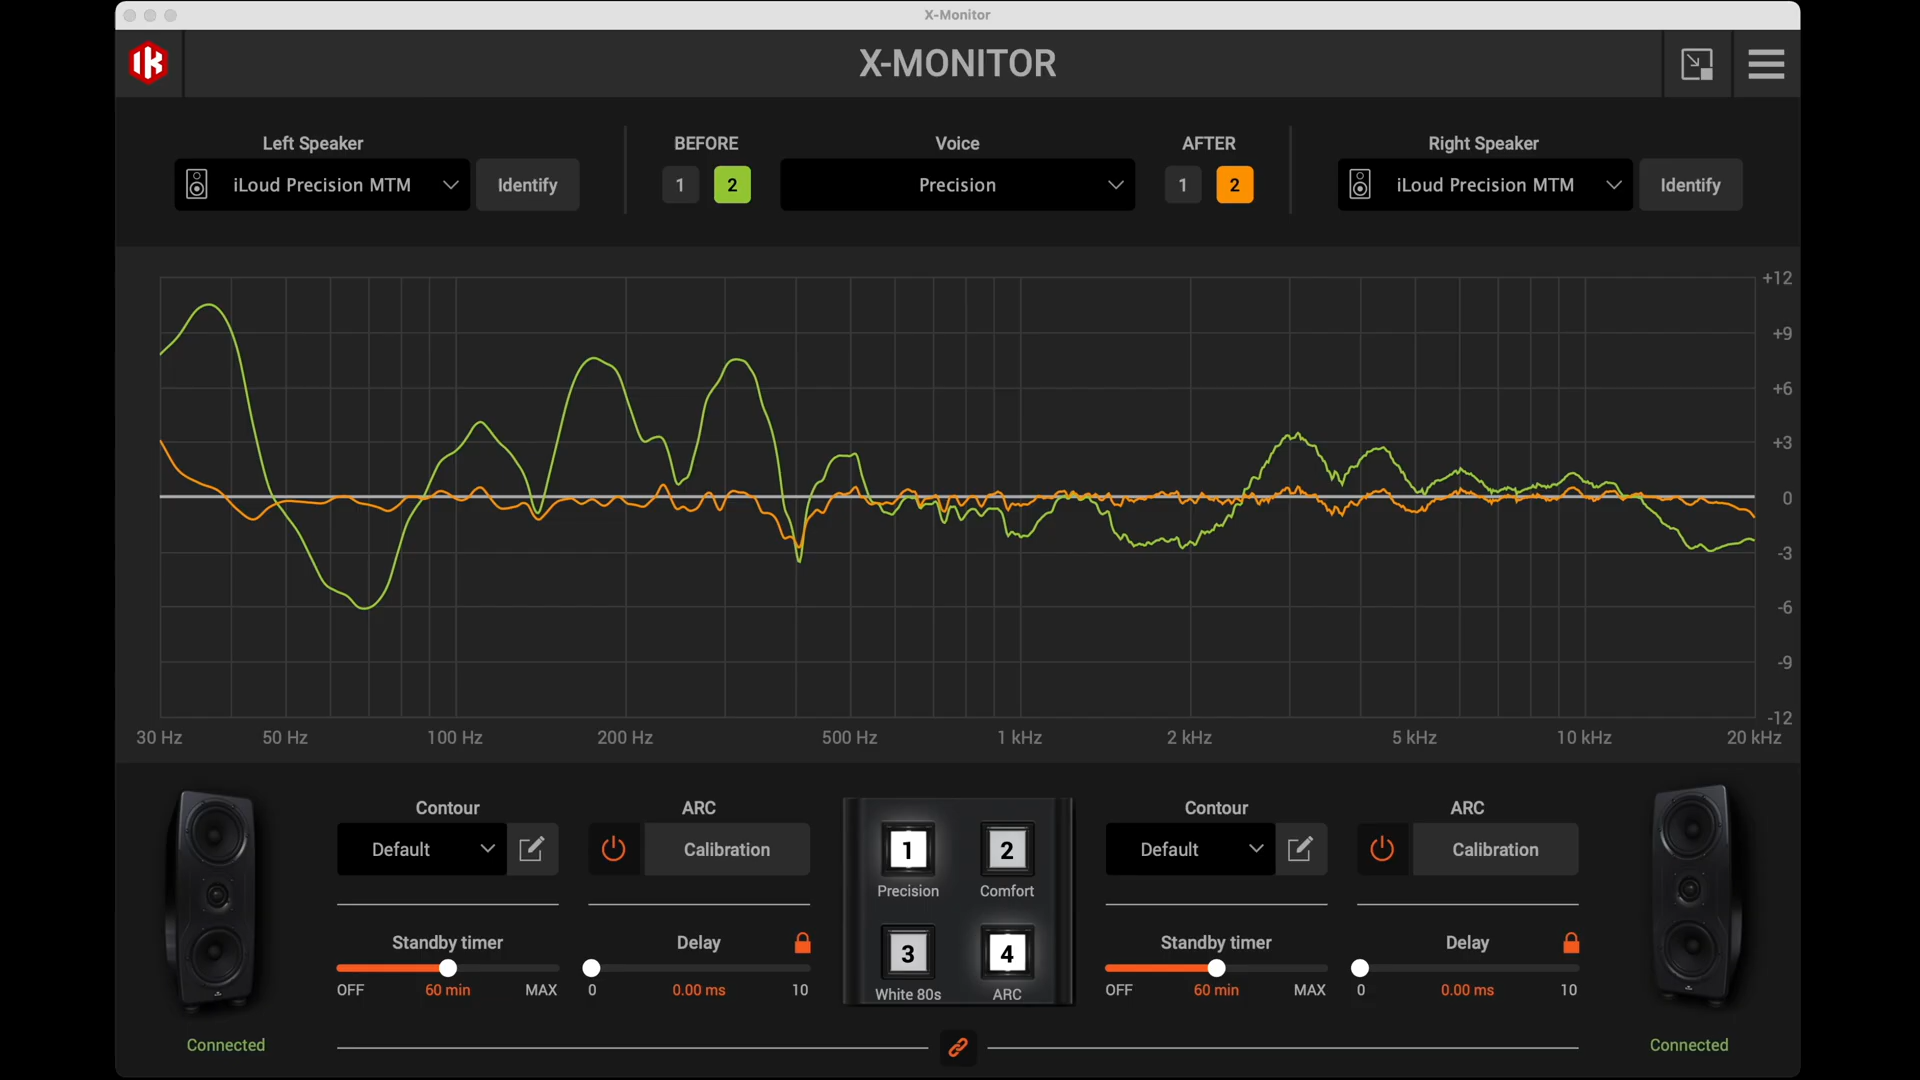 X-Monitor
X-MONITOR
Left Speaker
iLoud Precision MTM
Identify
BEFORE
1 2
Voice
Precision
AFTER
1 2
Right Speaker
iLoud Precision MTM
Identify
+12
+9
+6
+3
0
-3
-6
-9
-12
30 Hz 50 Hz 100 Hz 200 Hz 500 Hz 1 kHz 2 kHz 5 kHz 10 kHz 20 kHz
Contour
Default
ARC
Calibration
Standby timer
OFF 60 min MAX
Delay
0 0.00 ms 10
1
Precision
2
Comfort
3
White 80s
4
ARC
Contour
Default
ARC
Calibration
Standby timer
OFF 60 min MAX
Delay
0 0.00 ms 10
Connected
Connected